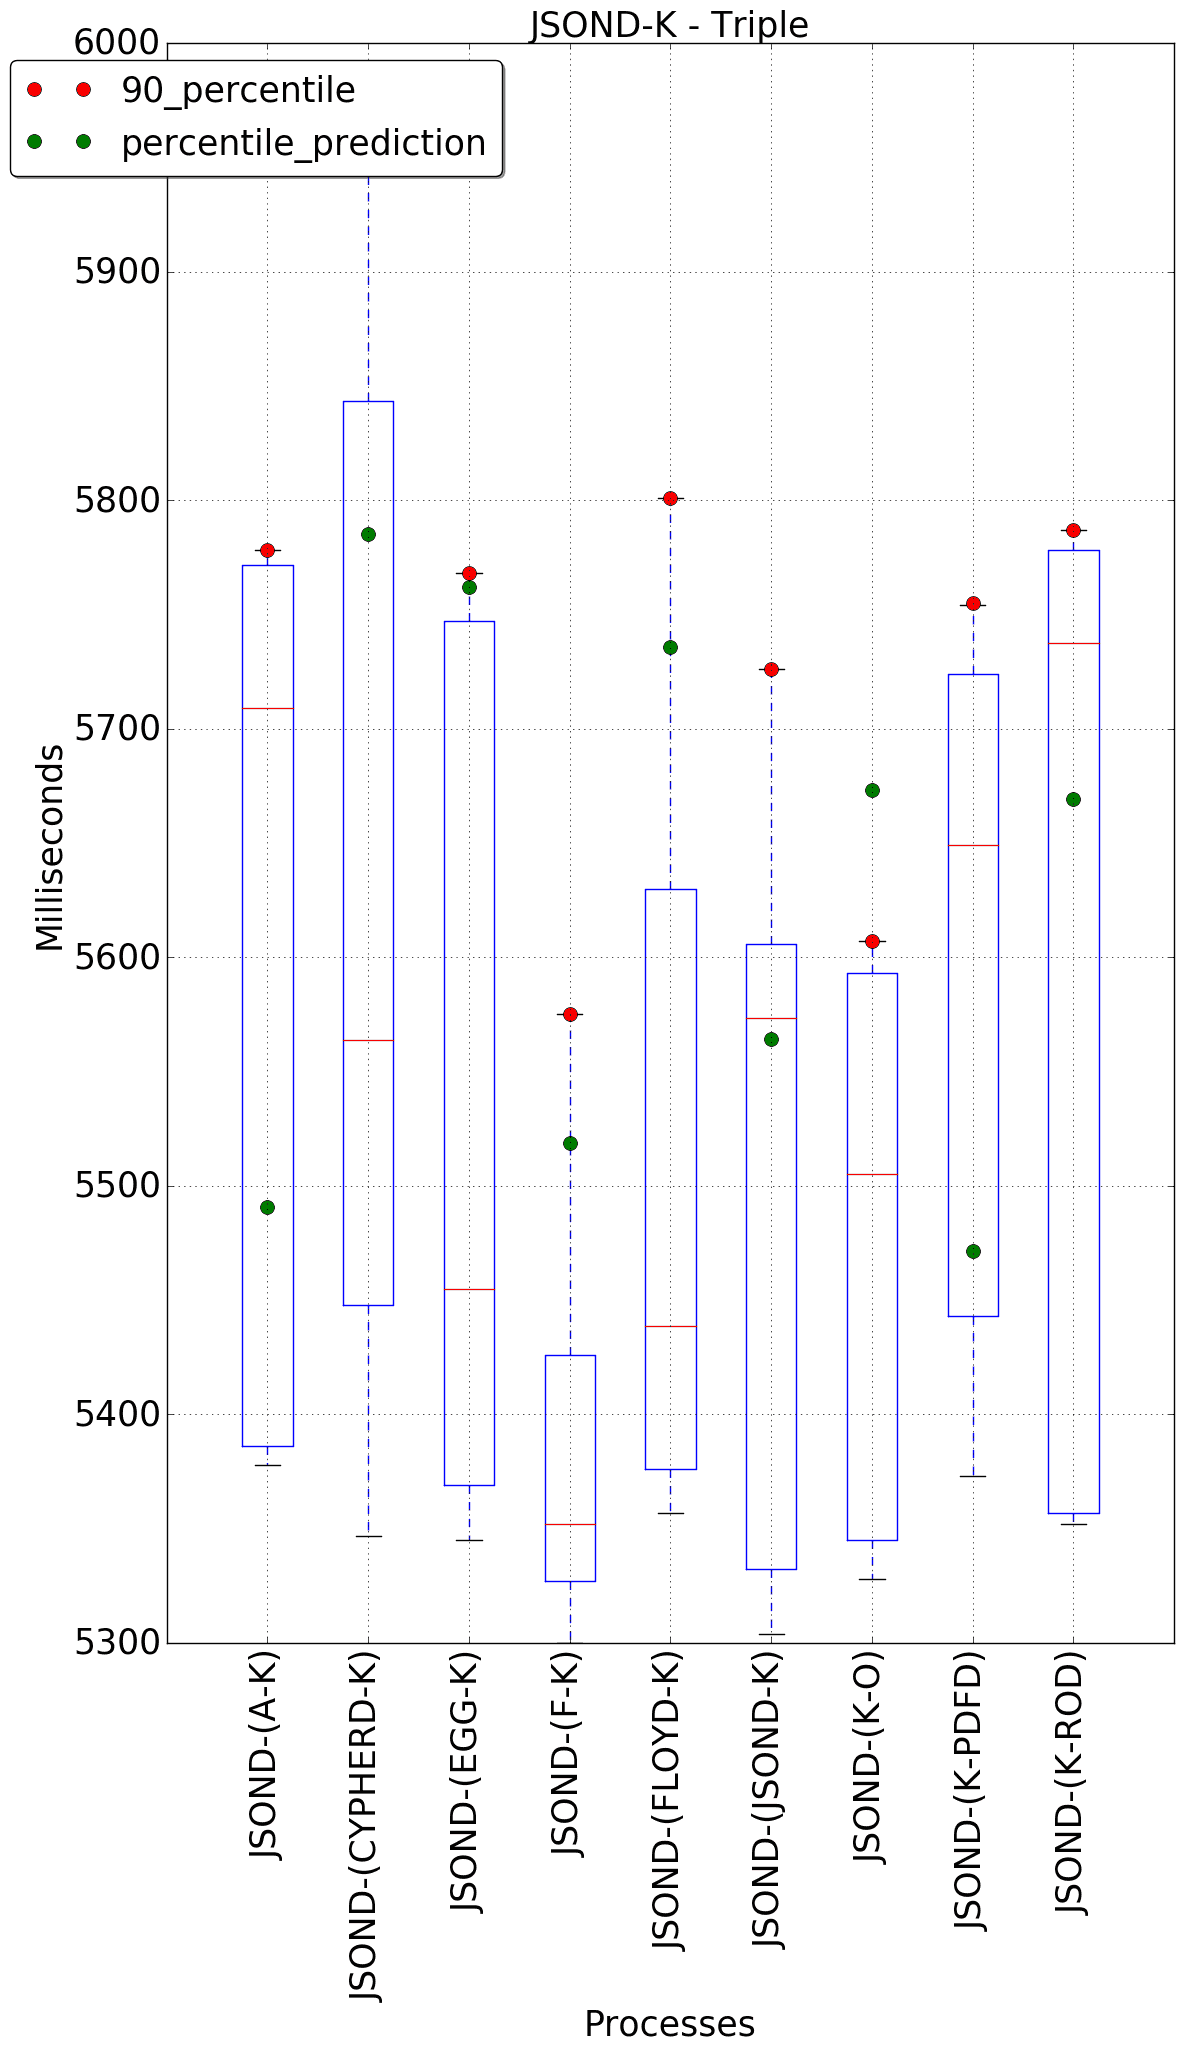 JSOND-K - Triple
90_percentile
percentile_prediction
6000
5900
5800
5700
5600
5500
5400
5300
Milliseconds
JSOND-(A-K)
JSOND-(CYPHERD-K)
JSOND-(EGG-K)
JSOND-(F-K)
JSOND-(FLOYD-K)
JSOND-(JSOND-K)
JSOND-(K-O)
JSOND-(K-PDFD)
JSOND-(K-ROD)
Processes